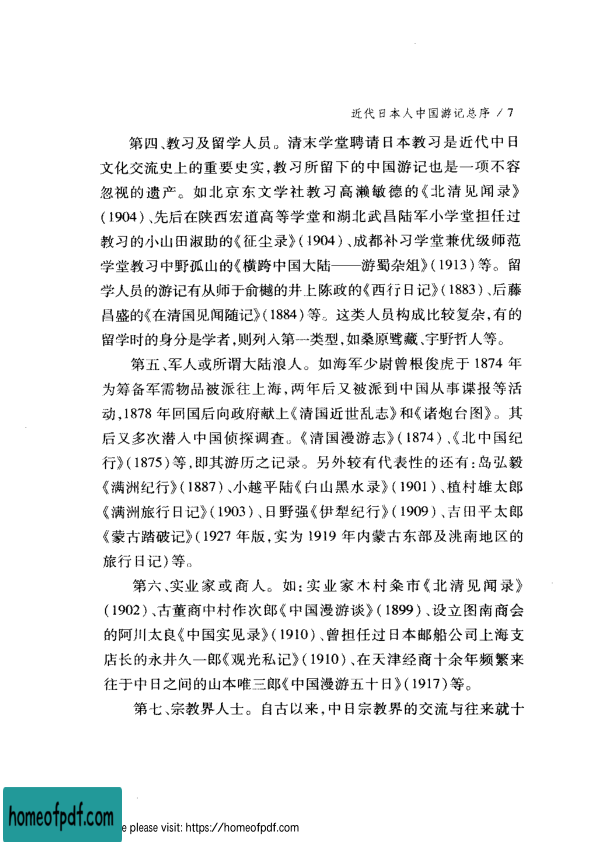 近代日本人中国游记总序 / 7
第四、教习及留学人员。清末学堂聘请日本教习是近代中日
文化交流史上的重要史实,教习所留下的中国游记也是一项不容
忽视的遗产。如北京东文学社教习高濑敏德的《北清见闻录》
(1904)、先后在陕西宏道高等学堂和湖北武昌陆军小学堂担任过
教习的小山田淑助的《征尘录》(1904)、成都补习学堂兼优级师范
学堂教习中野孤山的《横跨中国大陆——游蜀杂俎》(1913)等。留
学人员的游记有从师于俞樾的井上陈政的《西行日记》(1883)、后藤
昌盛的《在清国见闻随记》(1884)等。这类人员构成比较复杂,有的
留学时的身分是学者,则列入第一类型,如桑原骘藏、宇野哲人等。
第五、军人或所谓大陆浪人。如海军少尉曾根俊虎于 1874 年
为筹备军需物品被派往上海,两年后又被派到中国从事谍报等活
动,1878 年回国后向政府献上《清国近世乱志》和《诸炮台图》。其
后又多次潜入中国侦探调查。《清国漫游志》(1874)、《北中国纪
行》(1875)等,即其游历之记录。另外较有代表性的还有:岛弘毅
《满洲纪行》(1887)、小越平陆《白山黑水录》(1901)、植村雄太郎
《满洲旅行日记》(1903)、日野强《伊犁纪行》(1909)、吉田平太郎
《蒙古踏破记》(1927 年版,实为 1919 年内蒙古东部及洮南地区的
旅行日记)等。
第六、实业家或商人。如:实业家木村粂市《北清见闻录》
(1902)、古董商中村作次郎《中国漫游谈》(1899)、设立图南商会
的阿川太良《中国实见录》(1910)、曾担任过日本邮船公司上海支
店长的永井久一郎《观光私记》(1910)、在天津经商十余年频繁来
往于中日之间的山本唯三郎《中国漫游五十日》(1917)等。
第七、宗教界人士。自古以来,中日宗教界的交流与往来就十
homeofpdf.com
e please visit: https://homeofpdf.com